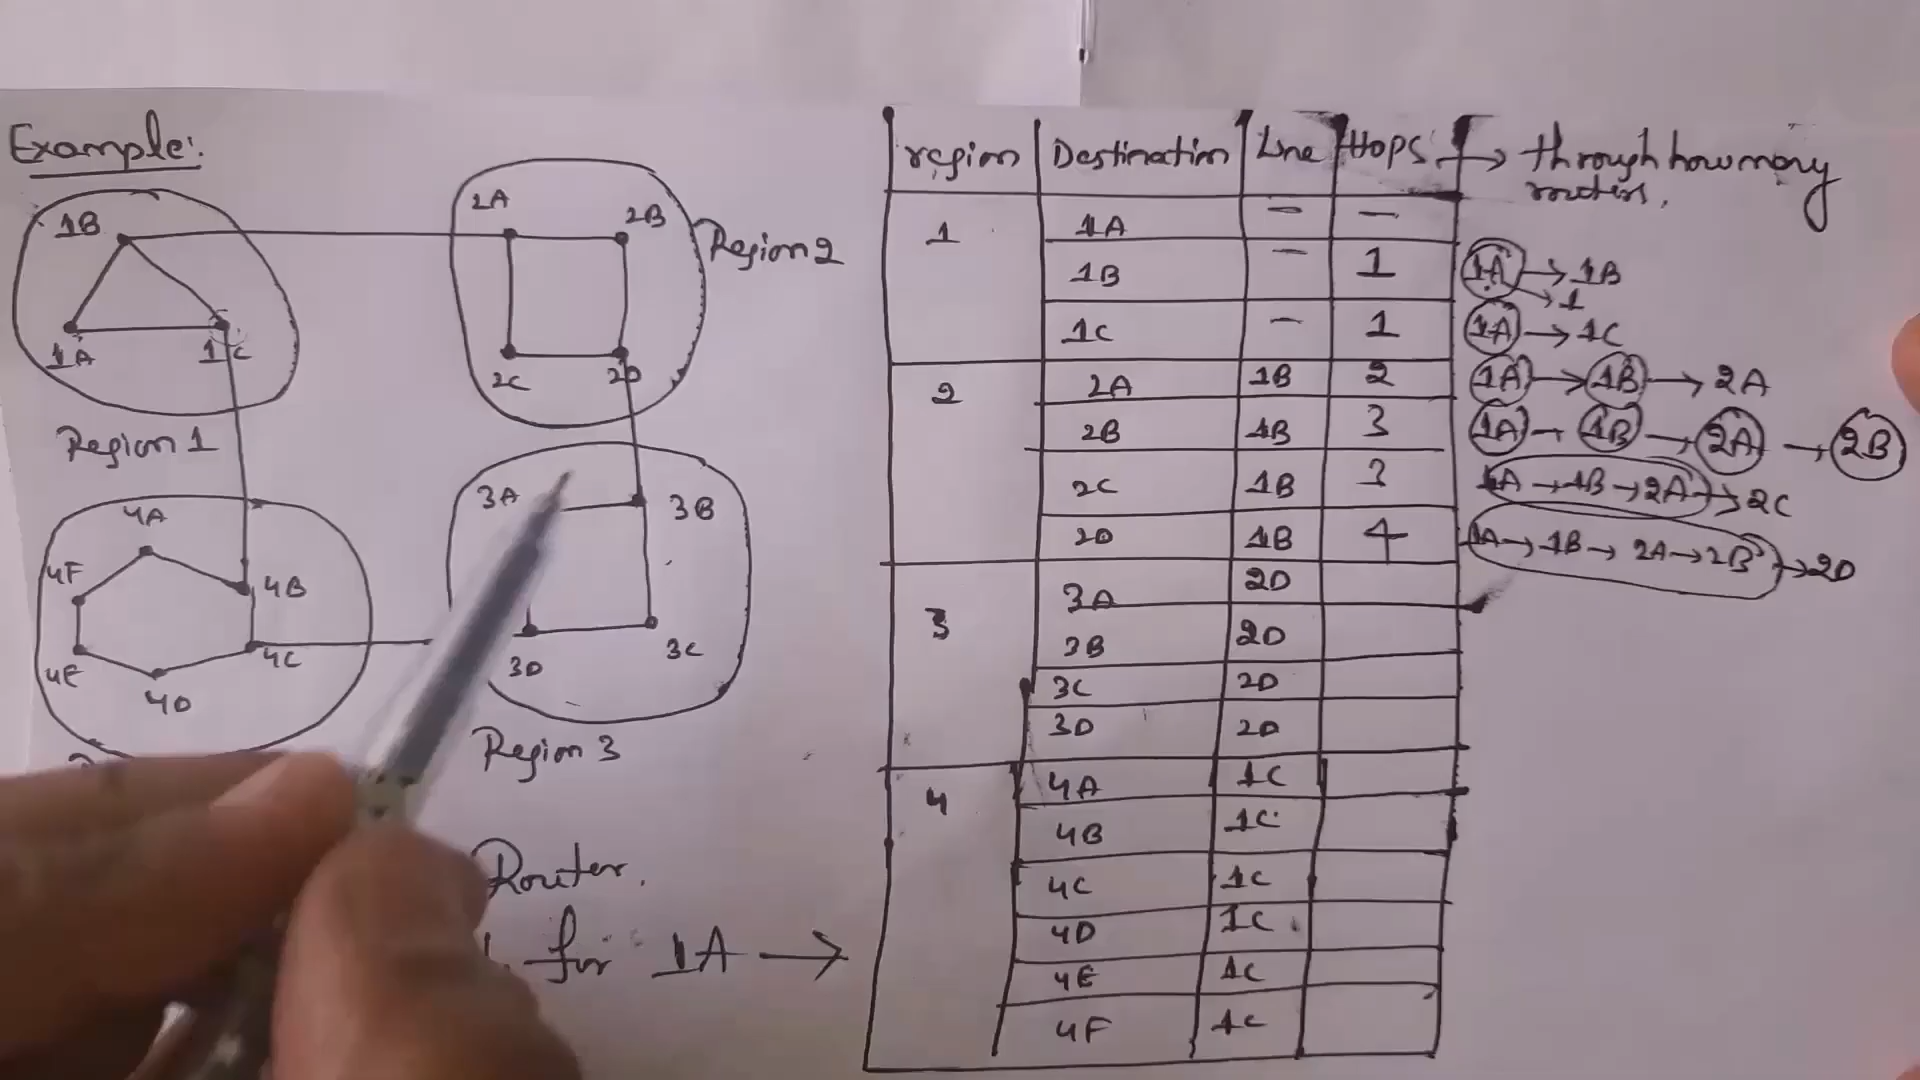 Example:
1B
1A
1C
Region 1
2A
2B
2C
2D
Region 2
3A
3B
3C
3D
Region 3
4A
4B
4C
4D
4E
4F
Router.
for 1A →
region Destination Line Hops → through how many
routers.
1 1A - -
1B - 1 1A → 1B
→ 1
1C - 1 1A → 1C
2 2A 1B 2 1A → 1B → 2A
2B 1B 3 1A → 1B → 2A → 2B
2C 1B 3 1A → 1B → 2A → 2C
2D 1B 4 1A → 1B → 2A → 2B → 2D
3 3A 2D
3B 2D
3C 2D
3D 2D
4 4A 1C
4B 1C
4C 1C
4D 1C
4E 1C
4F 1C